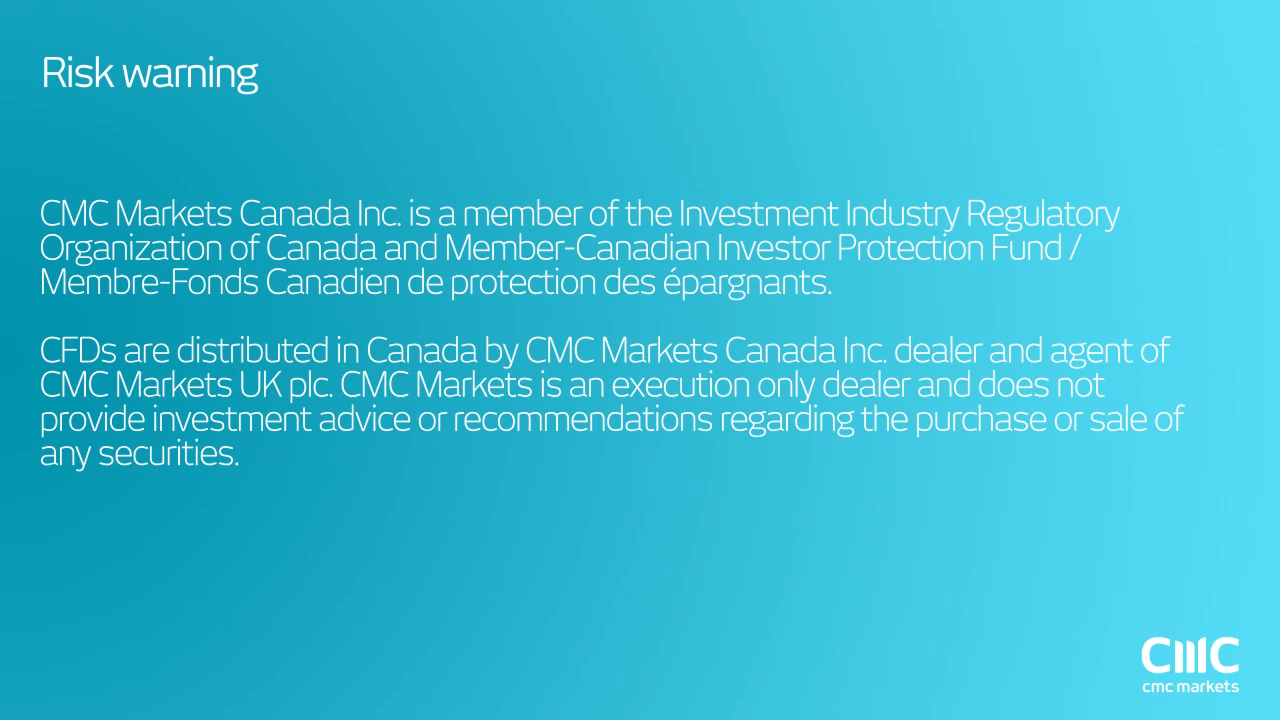 Risk warning
CMC Markets Canada Inc. is a member of the Investment Industry Regulatory
Organization of Canada and Member-Canadian Investor Protection Fund /
Membre-Fonds Canadien de protection des épargnants.
CFDs are distributed in Canada by CMC Markets Canada Inc. dealer and agent of
CMC Markets UK plc. CMC Markets is an execution only dealer and does not
provide investment advice or recommendations regarding the purchase or sale of
any securities.
CMC
cmc markets